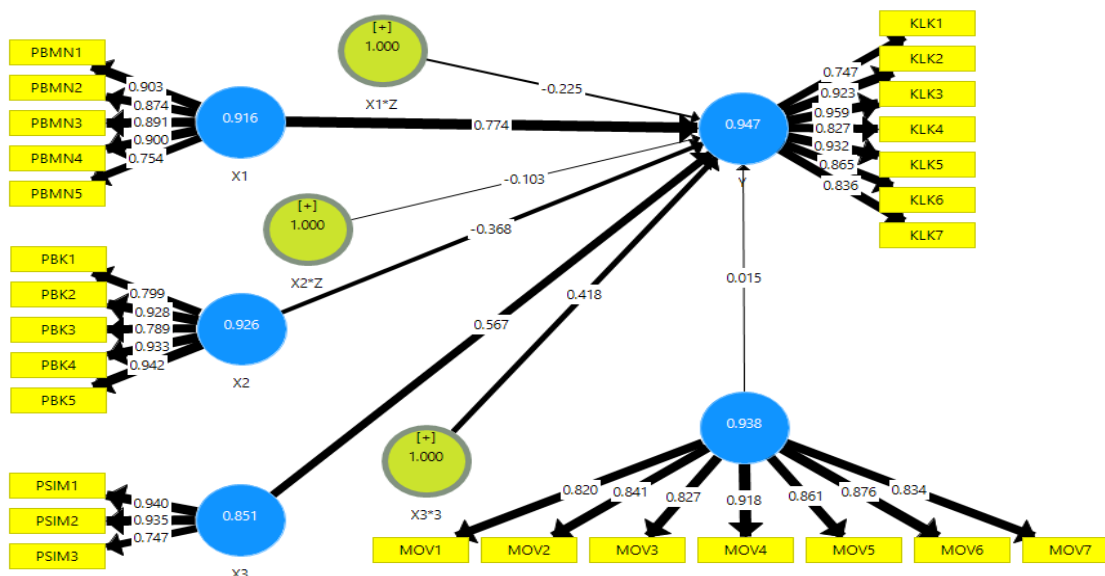 PBMN1
PBMN2
PBMN3
PBMN4
PBMN5
0.903
0.874
0.891
0.900
0.754
0.916
X1
[+]
1.000
X1*Z
-0.225
0.774
[+]
1.000
X2*Z
-0.103
-0.368
PBK1
PBK2
PBK3
PBK4
PBK5
0.799
0.928
0.789
0.933
0.942
0.926
X2
0.567
0.418
[+]
1.000
X3*3
PSIM1
PSIM2
PSIM3
0.940
0.935
0.747
0.851
X3
0.947
Y
0.747
0.923
0.959
0.827
0.932
0.865
0.836
KLK1
KLK2
KLK3
KLK4
KLK5
KLK6
KLK7
0.015
0.938
0.820
0.841
0.827
0.918
0.861
0.876
0.834
MOV1
MOV2
MOV3
MOV4
MOV5
MOV6
MOV7